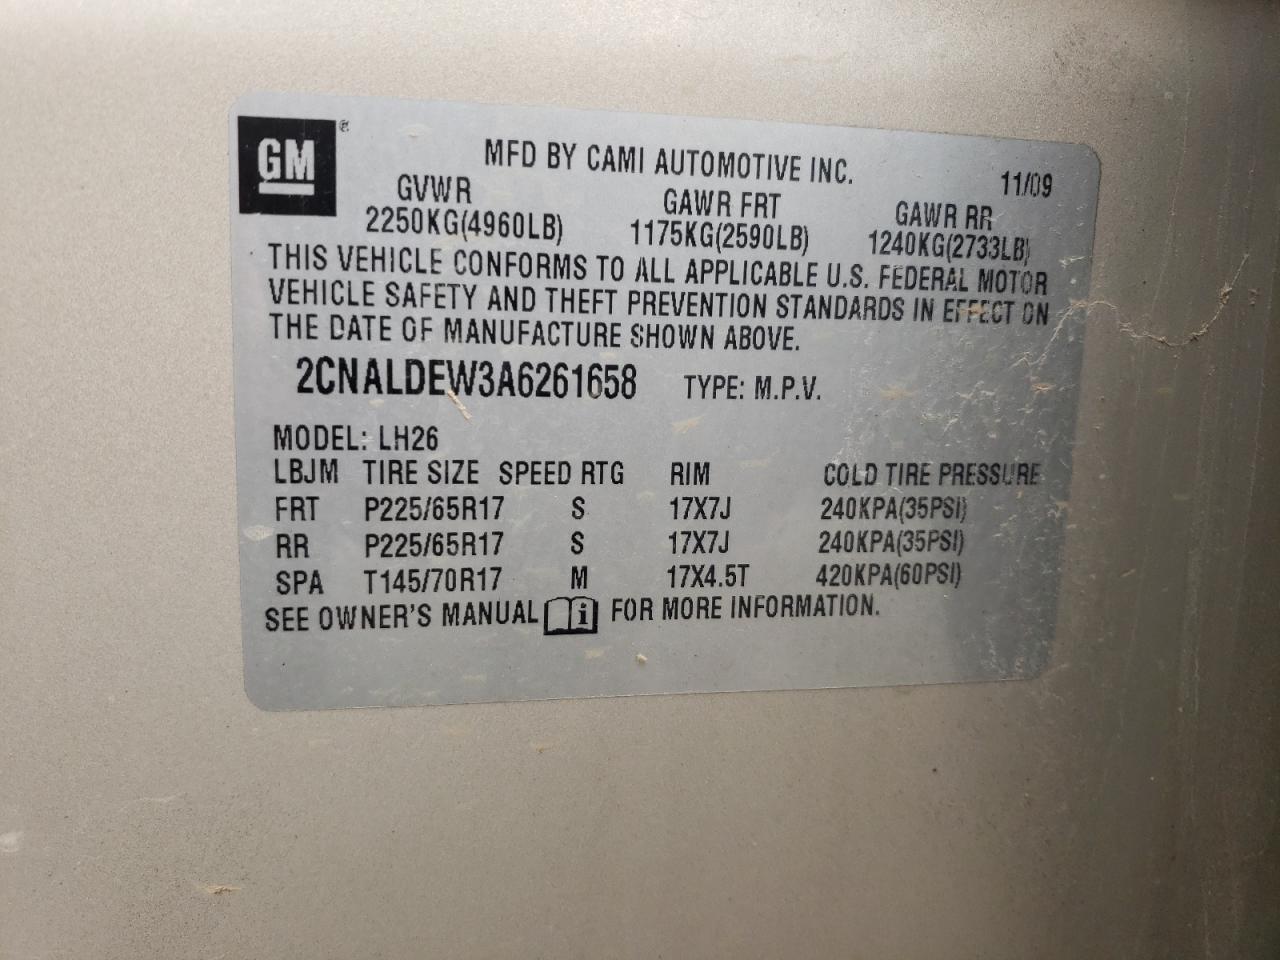 GM ®
MFD BY CAMI AUTOMOTIVE INC.
11/09
GVWR GAWR FRT GAWR RR
2250KG(4960LB) 1175KG(2590LB) 1240KG(2733LB)
THIS VEHICLE CONFORMS TO ALL APPLICABLE U.S. FEDERAL MOTOR
VEHICLE SAFETY AND THEFT PREVENTION STANDARDS IN EFFECT ON
THE DATE OF MANUFACTURE SHOWN ABOVE.
2CNALDEW3A6261658 TYPE: M.P.V.
MODEL: LH26
LBJM TIRE SIZE SPEED RTG RIM COLD TIRE PRESSURE
FRT P225/65R17 S 17X7J 240KPA(35PSI)
RR P225/65R17 S 17X7J 240KPA(35PSI)
SPA T145/70R17 M 17X4.5T 420KPA(60PSI)
SEE OWNER'S MANUAL i FOR MORE INFORMATION.